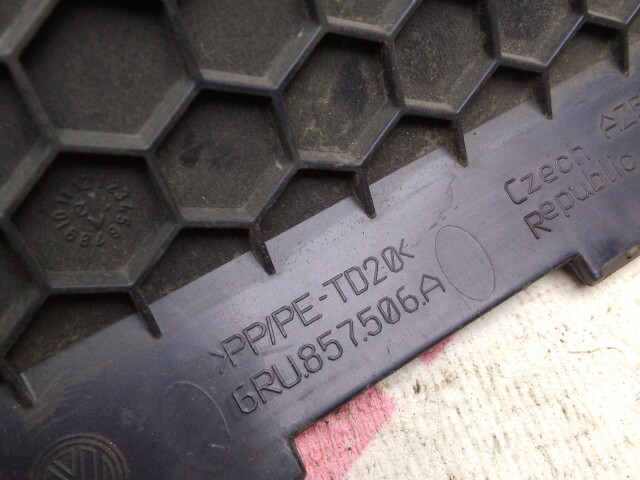 >PP/PE-TD20<
6RU.857.506.A
Czech
Republic